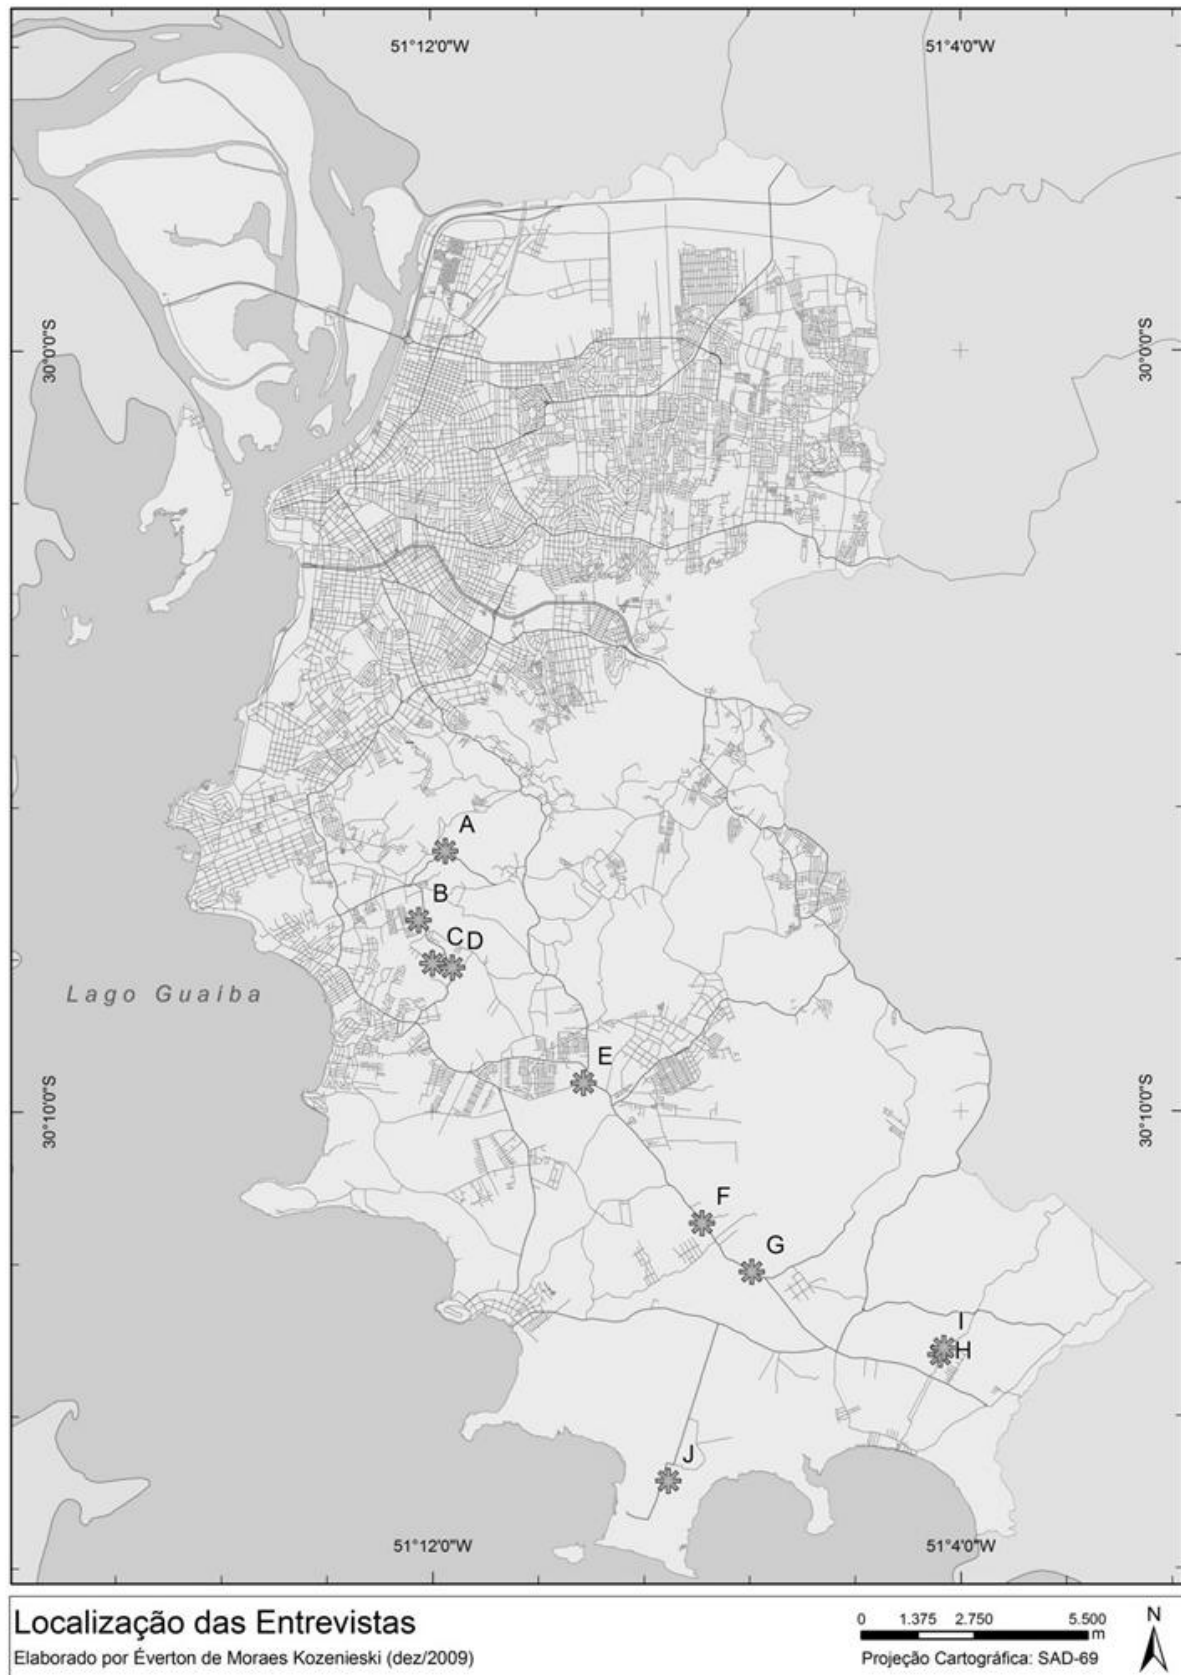 51°12'0"W
51°4'0"W
30°0'0"S
30°0'0"S
A
B
C
D
Lago Guaíba
E
30°10'0"S
30°10'0"S
F
G
I
H
J
51°12'0"W
51°4'0"W
Localização das Entrevistas
Elaborado por Éverton de Moraes Kozenieski (dez/2009)
0 1.375 2.750 5.500
m
Projeção Cartográfica: SAD-69
N